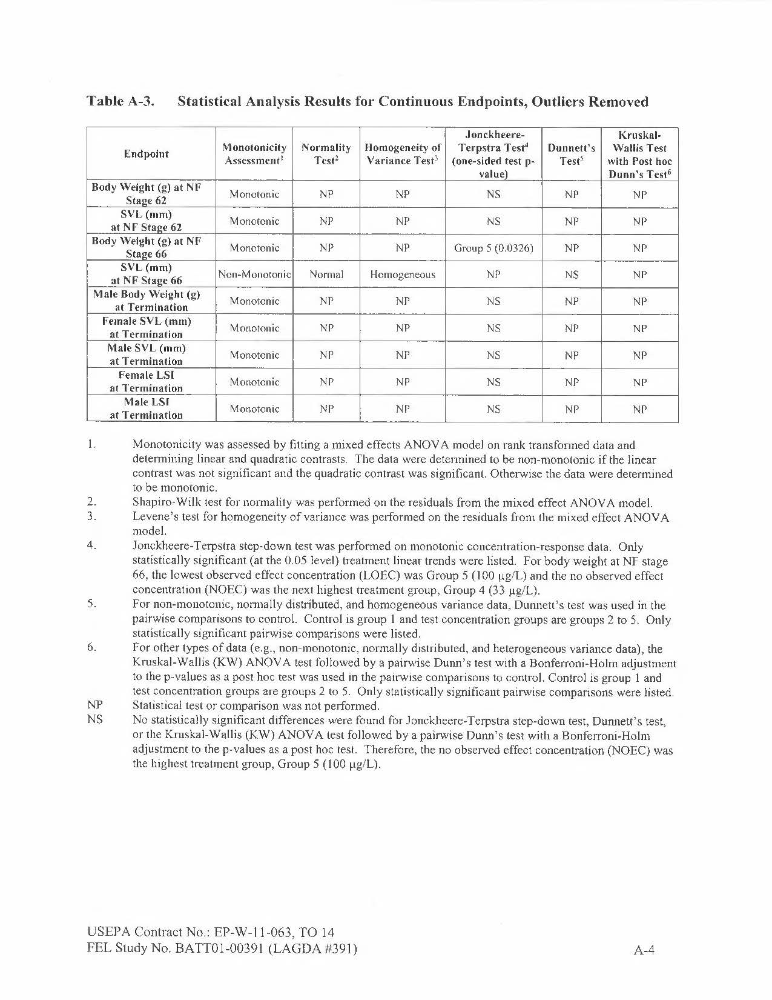 Table A-3. Statistical Analysis Results for Continuous Endpoints, Outliers Removed
Endpoint
Monotonicity
Assessment¹
Normality
Test²
Homogeneity of
Variance Test³
Jonckheere-
Terpstra Test⁴
(one-sided test p-
value)
Dunnett's
Test⁵
Kruskal-
Wallis Test
with Post hoc
Dunn's Test⁶
Body Weight (g) at NF
Stage 62
Monotonic NP NP NS NP NP
SVL (mm)
at NF Stage 62
Monotonic NP NP NS NP NP
Body Weight (g) at NF
Stage 66
Monotonic NP NP Group 5 (0.0326) NP NP
SVL (mm)
at NF Stage 66
Non-Monotonic Normal Homogeneous NP NS NP
Male Body Weight (g)
at Termination
Monotonic NP NP NS NP NP
Female SVL (mm)
at Termination
Monotonic NP NP NS NP NP
Male SVL (mm)
at Termination
Monotonic NP NP NS NP NP
Female LSI
at Termination
Monotonic NP NP NS NP NP
Male LSI
at Termination
Monotonic NP NP NS NP NP
1. Monotonicity was assessed by fitting a mixed effects ANOVA model on rank transformed data and
determining linear and quadratic contrasts. The data were determined to be non-monotonic if the linear
contrast was not significant and the quadratic contrast was significant. Otherwise the data were determined
to be monotonic.
2. Shapiro-Wilk test for normality was performed on the residuals from the mixed effect ANOVA model.
3. Levene's test for homogeneity of variance was performed on the residuals from the mixed effect ANOVA
model.
4. Jonckheere-Terpstra step-down test was performed on monotonic concentration-response data. Only
statistically significant (at the 0.05 level) treatment linear trends were listed. For body weight at NF stage
66, the lowest observed effect concentration (LOEC) was Group 5 (100 µg/L) and the no observed effect
concentration (NOEC) was the next highest treatment group, Group 4 (33 µg/L).
5. For non-monotonic, normally distributed, and homogeneous variance data, Dunnett's test was used in the
pairwise comparisons to control. Control is group 1 and test concentration groups are groups 2 to 5. Only
statistically significant pairwise comparisons were listed.
6. For other types of data (e.g., non-monotonic, normally distributed, and heterogeneous variance data), the
Kruskal-Wallis (KW) ANOVA test followed by a pairwise Dunn's test with a Bonferroni-Holm adjustment
to the p-values as a post hoc test was used in the pairwise comparisons to control. Control is group 1 and
test concentration groups are groups 2 to 5. Only statistically significant pairwise comparisons were listed.
NP Statistical test or comparison was not performed.
NS No statistically significant differences were found for Jonckheere-Terpstra step-down test, Dunnett's test,
or the Kruskal-Wallis (KW) ANOVA test followed by a pairwise Dunn's test with a Bonferroni-Holm
adjustment to the p-values as a post hoc test. Therefore, the no observed effect concentration (NOEC) was
the highest treatment group, Group 5 (100 µg/L).
USEPA Contract No.: EP-W-11-063, TO 14
FEL Study No. BATT01-00391 (LAGDA #391)
A-4